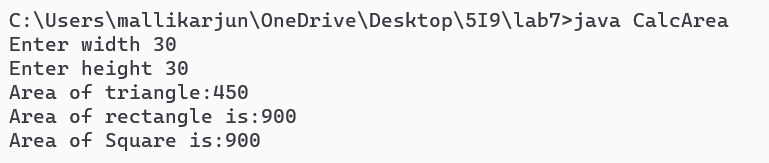 C:\Users\mallikarjun\OneDrive\Desktop\5I9\lab7>java CalcArea
Enter width 30
Enter height 30
Area of triangle:450
Area of rectangle is:900
Area of Square is:900